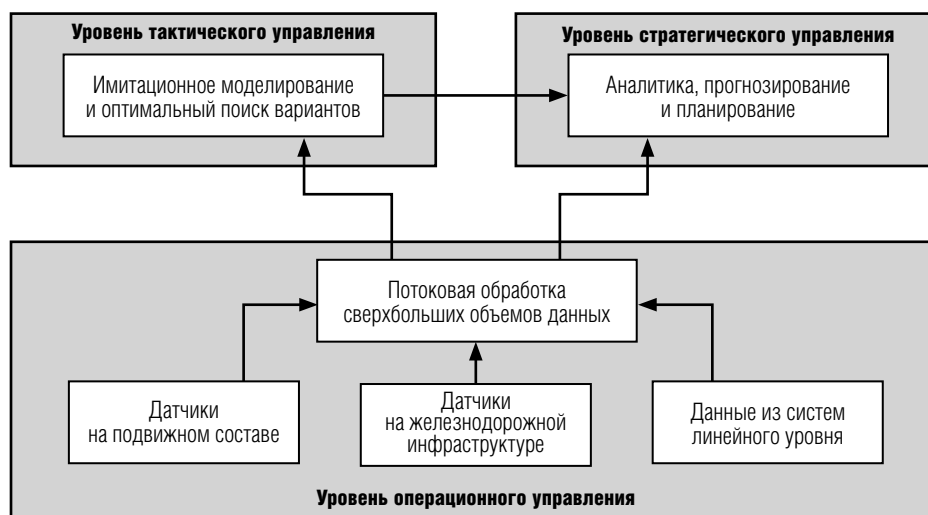 Уровень тактического управления
Имитационное моделирование
и оптимальный поиск вариантов
Уровень стратегического управления
Аналитика, прогнозирование
и планирование
Потоковая обработка
сверхбольших объемов данных
Датчики
на подвижном составе
Датчики
на железнодорожной
инфраструктуре
Данные из систем
линейного уровня
Уровень операционного управления